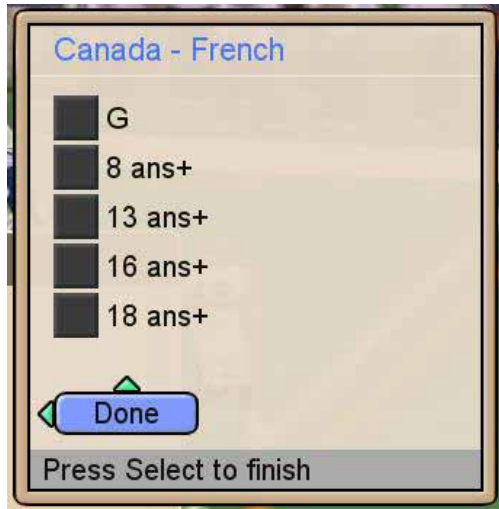 Canada - French
G
8 ans+
13 ans+
16 ans+
18 ans+
Done
Press Select to finish